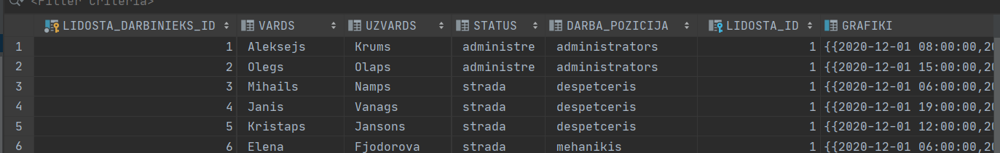 <Filter Criteria>
LIDOSTA_DARBINIEKS_ID VARDS UZVARDS STATUS DARBA_POZICIJA LIDOSTA_ID GRAFIKI
1 1 Aleksejs Krums administre administrators 1 {{2020-12-01 08:00:00,20
2 2 Olegs Olaps administre administrators 1 {{2020-12-01 15:00:00,20
3 3 Mihails Namps strada despetceris 1 {{2020-12-01 06:00:00,20
4 4 Janis Vanags strada despetceris 1 {{2020-12-01 19:00:00,20
5 5 Kristaps Jansons strada despetceris 1 {{2020-12-01 12:00:00,20
6 6 Elena Fjodorova strada mehanikis 1 {{2020-12-01 06:00:00,20